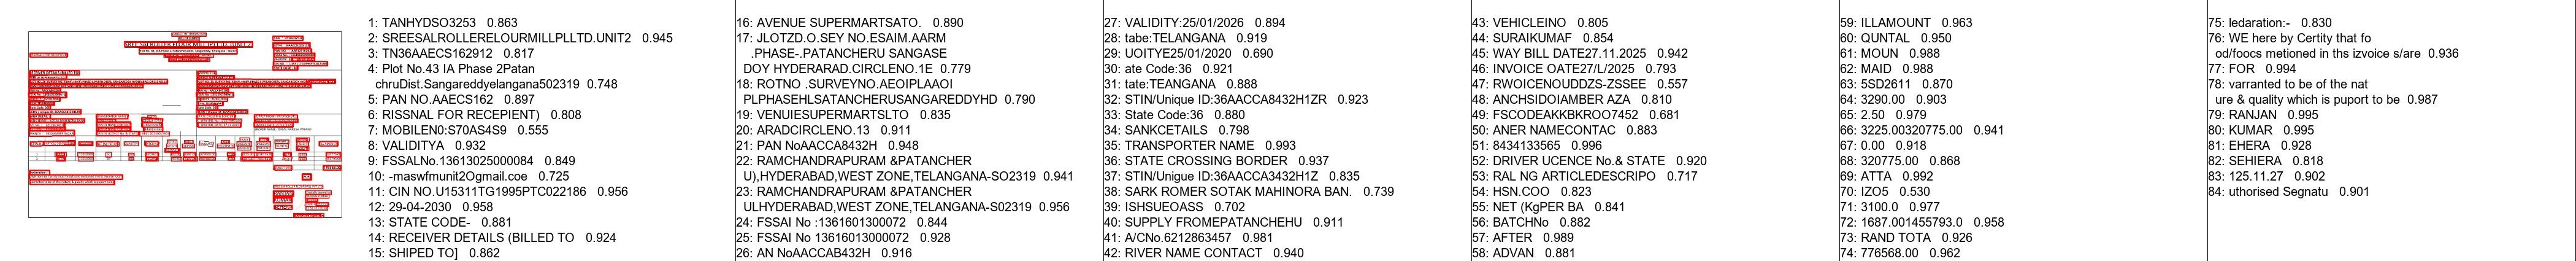 1: TANHYDSO3253 0.863
2: SREESALRERELOURMILLPLLTD.UNIT2 0.945
3: TN36AAECS162912 0.817
4: Plot No.43 IA Phase 2Patan
chruDist.Sangareddyelangana502319 0.748
5: PAN NO.AAECS162 0.897
6: RISSNAL FOR RECEPIENT) 0.808
7: MOBILEN0:S70AS4S9 0.555
8: VALIDITYA 0.932
9: FSSALNo.13613025000084 0.849
10: -maswfmunit2Ogmail.coe 0.725
11: CIN NO.U15311TG1995PTC022186 0.956
12: 29-04-2030 0.958
13: STATE CODE- 0.881
14: RECEIVER DETAILS (BILLED TO 0.924
15: SHIPED TO] 0.862
16: AVENUE SUPERMARTSATO. 0.890
17: JLOTZD.O.SEY NO.ESAIM.AARM
.PHASE-.PATANCHERU SANGASE
DOY HYDERARAD.CIRCLENO.1E 0.779
18: ROTNO .SURVEYNO.AEOIPLAAOI
PLPHASEHLSATANCHERUSANGAREDDYHD 0.790
19: VENUIESUPERMARTSLTO 0.835
20: ARADCIRCLENO.13 0.911
21: PAN NoAACCA8432H 0.948
22: RAMCHANDRAPURAM &PATANCHER
U),HYDERABAD,WEST ZONE,TELANGANA-SO2319 0.941
23: RAMCHANDRAPURAM &PATANCHER
ULHYDERABAD,WEST ZONE,TELANGANA-S02319 0.956
24: FSSAI No :1361601300072 0.844
25: FSSAI No 13616013000072 0.928
26: AN NoAACCAB432H 0.916
27: VALIDITY:25/01/2026 0.894
28: tabe:TELANGANA 0.919
29: UOITYE25/01/2020 0.690
30: ate Code:36 0.921
31: tate:TEANGANA 0.888
32: STIN/Unique ID:36AACCA8432H1ZR 0.923
33: State Code:36 0.880
34: SANKCETAILS 0.798
35: TRANSPORTER NAME 0.993
36: STATE CROSSING BORDER 0.937
37: STIN/Unique ID:36AACCA3432H1Z 0.835
38: SARK ROMER SOTAK MAHINORA BAN. 0.739
39: ISHSUEOASS 0.702
40: SUPPLY FROMEPATANCHEHU 0.911
41: A/CNo.6212863457 0.981
42: RIVER NAME CONTACT 0.940
43: VEHICLEINO 0.805
44: SURAIKUMAF 0.854
45: WAY BILL DATE27.11.2025 0.942
46: INVOICE OATE27/L/2025 0.793
47: RWOICENOUDDZS-ZSSEE 0.557
48: ANCHSIDOIAMBER AZA 0.810
49: FSCODEAKKBKROO7452 0.681
50: ANER NAMECONTAC 0.883
51: 8434133565 0.996
52: DRIVER UCENCE No.& STATE 0.920
53: RAL NG ARTICLEDESCRIPO 0.717
54: HSN.COO 0.823
55: NET (KgPER BA 0.841
56: BATCHNo 0.882
57: AFTER 0.989
58: ADVAN 0.881
59: ILLAMOUNT 0.963
60: QUNTAL 0.950
61: MOUN 0.988
62: MAID 0.988
63: 5SD2611 0.870
64: 3290.00 0.903
65: 2.50 0.979
66: 3225.00320775.00 0.941
67: 0.00 0.918
68: 320775.00 0.868
69: ATTA 0.992
70: IZO5 0.530
71: 3100.0 0.977
72: 1687.001455793.0 0.958
73: RAND TOTA 0.926
74: 776568.00 0.962
75: ledaration:- 0.830
76: WE here by Certity that fo
od/foocs metioned in ths izvoice s/are 0.936
77: FOR 0.994
78: varranted to be of the nat
ure & quality which is puport to be 0.987
79: RANJAN 0.995
80: KUMAR 0.995
81: EHERA 0.928
82: SEHIERA 0.818
83: 125.11.27 0.902
84: uthorised Segnatu 0.901